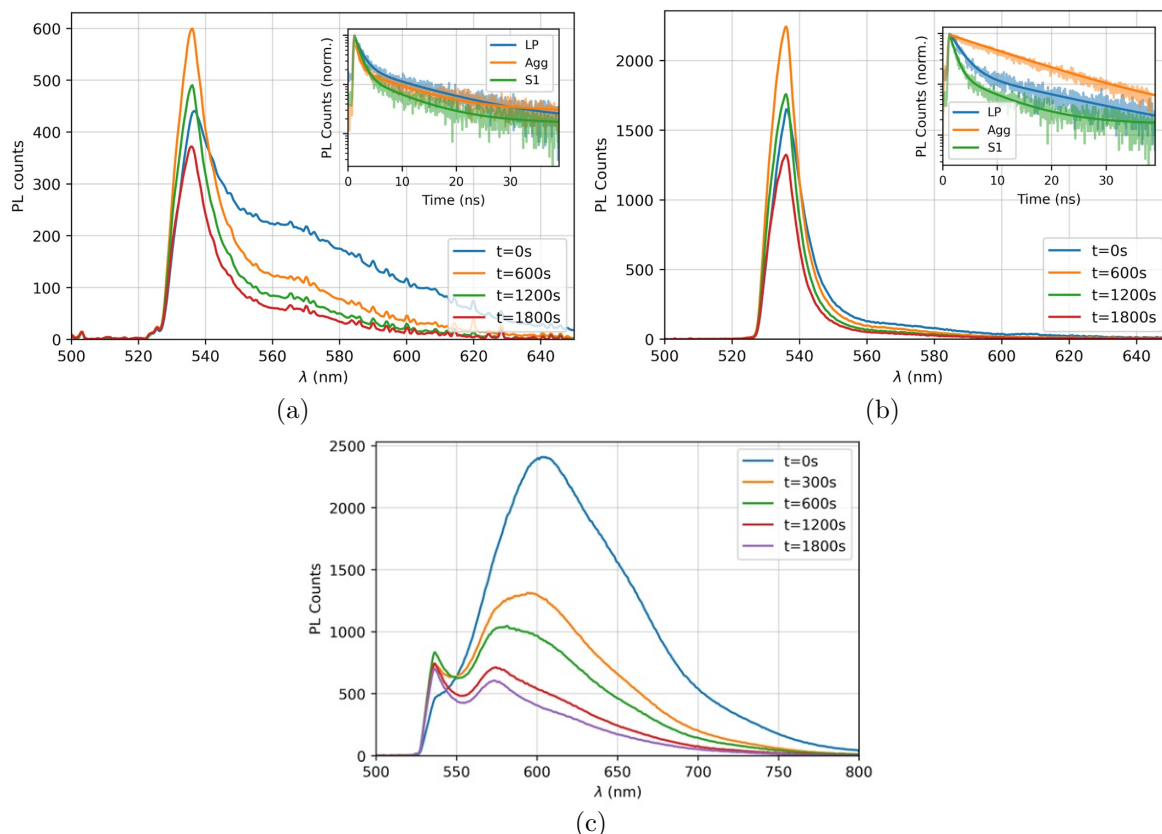 600
500
400
300
200
100
0
PL counts
500 520 540 560 580 600 620 640
λ (nm)
t=0s
t=600s
t=1200s
t=1800s
PL Counts (norm.)
LP
Agg
S1
0 10 20 30
Time (ns)
(a)
2000
1500
1000
500
0
PL Counts
500 520 540 560 580 600 620 640
λ (nm)
t=0s
t=600s
t=1200s
t=1800s
PL Counts (norm.)
LP
Agg
S1
0 10 20 30
Time (ns)
(b)
2500
2000
1500
1000
500
0
PL Counts
500 550 600 650 700 750 800
λ (nm)
t=0s
t=300s
t=600s
t=1200s
t=1800s
(c)